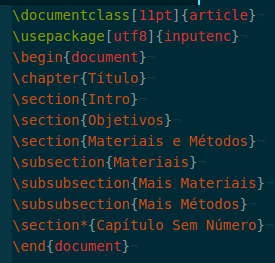 \documentclass[11pt]{article}¬
\usepackage[utf8]{inputenc}¬
\begin{document}¬
\chapter{Título}¬
\section{Intro}¬
\section{Objetivos}¬
\section{Materiais e Métodos}¬
\subsection{Materiais}¬
\subsubsection{Mais Materiais}¬
\subsubsection{Mais Métodos}¬
\section*{Capítulo Sem Número}¬
\end{document}¬